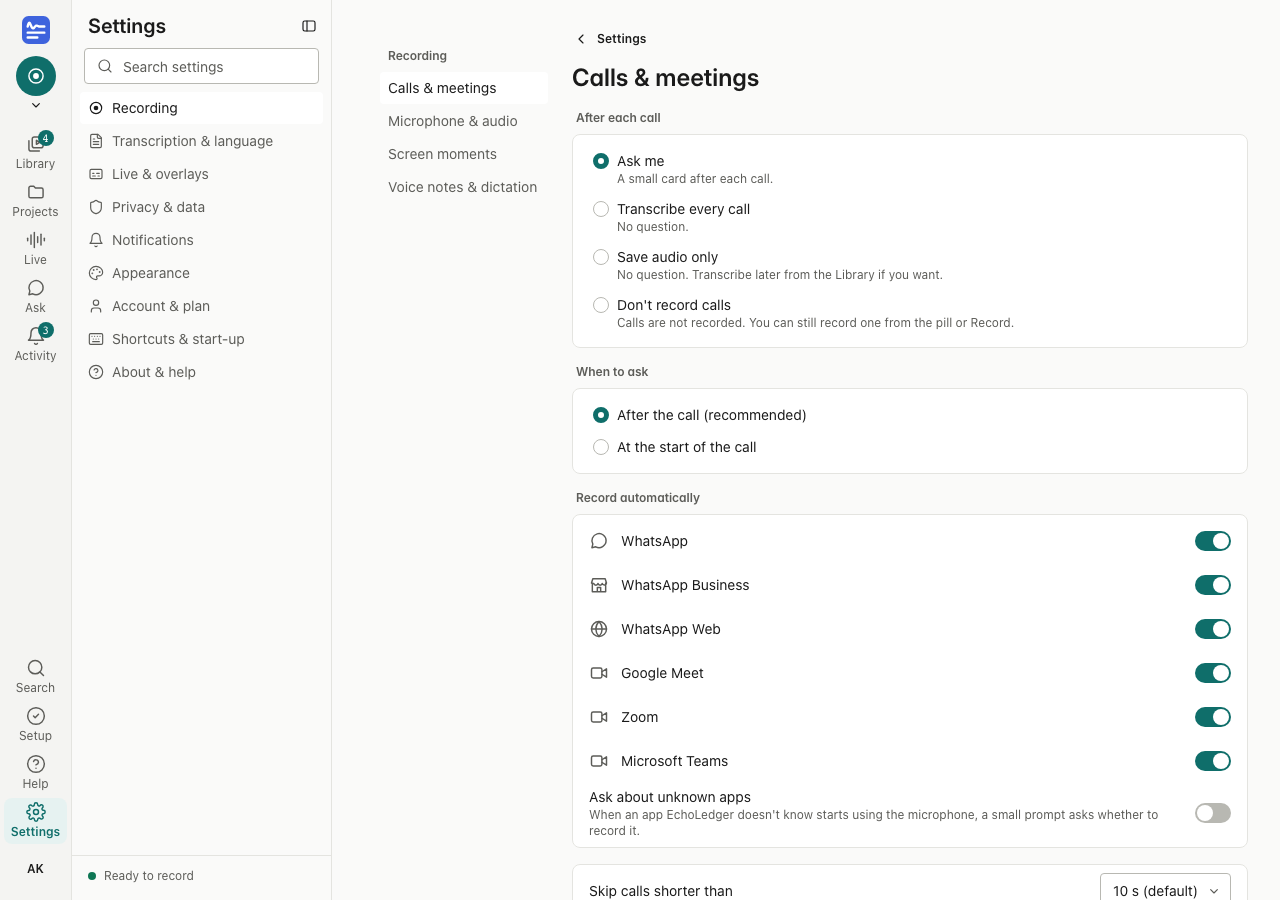 Settings
Search settings
Recording
Transcription & language
Live & overlays
Privacy & data
Notifications
Appearance
Account & plan
Shortcuts & start-up
About & help
Ready to record
4
Library
Projects
Live
Ask
3
Activity
Search
Setup
Help
Settings
AK
Recording
Calls & meetings
Microphone & audio
Screen moments
Voice notes & dictation
Settings
Calls & meetings
After each call
Ask me
A small card after each call.
Transcribe every call
No question.
Save audio only
No question. Transcribe later from the Library if you want.
Don't record calls
Calls are not recorded. You can still record one from the pill or Record.
When to ask
After the call (recommended)
At the start of the call
Record automatically
WhatsApp
WhatsApp Business
WhatsApp Web
Google Meet
Zoom
Microsoft Teams
Ask about unknown apps
When an app EchoLedger doesn't know starts using the microphone, a small prompt asks whether to
record it.
Skip calls shorter than
10 s (default)